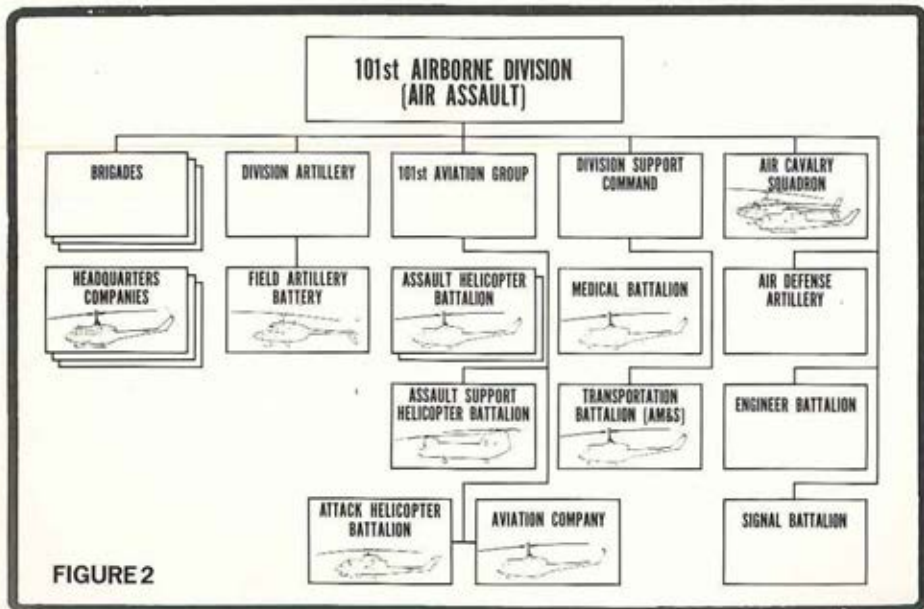 101st AIRBORNE DIVISION
(AIR ASSAULT)
BRIGADES
DIVISION ARTILLERY
101st AVIATION GROUP
DIVISION SUPPORT
COMMAND
AIR CAVALRY
SQUADRON
HEADQUARTERS
COMPANIES
FIELD ARTILLERY
BATTERY
ASSAULT HELICOPTER
BATTALION
MEDICAL BATTALION
AIR DEFENSE
ARTILLERY
ASSAULT SUPPORT
HELICOPTER BATTALION
TRANSPORTATION
BATTALION (AM&S)
ENGINEER BATTALION
ATTACK HELICOPTER
BATTALION
AVIATION COMPANY
SIGNAL BATTALION
FIGURE 2